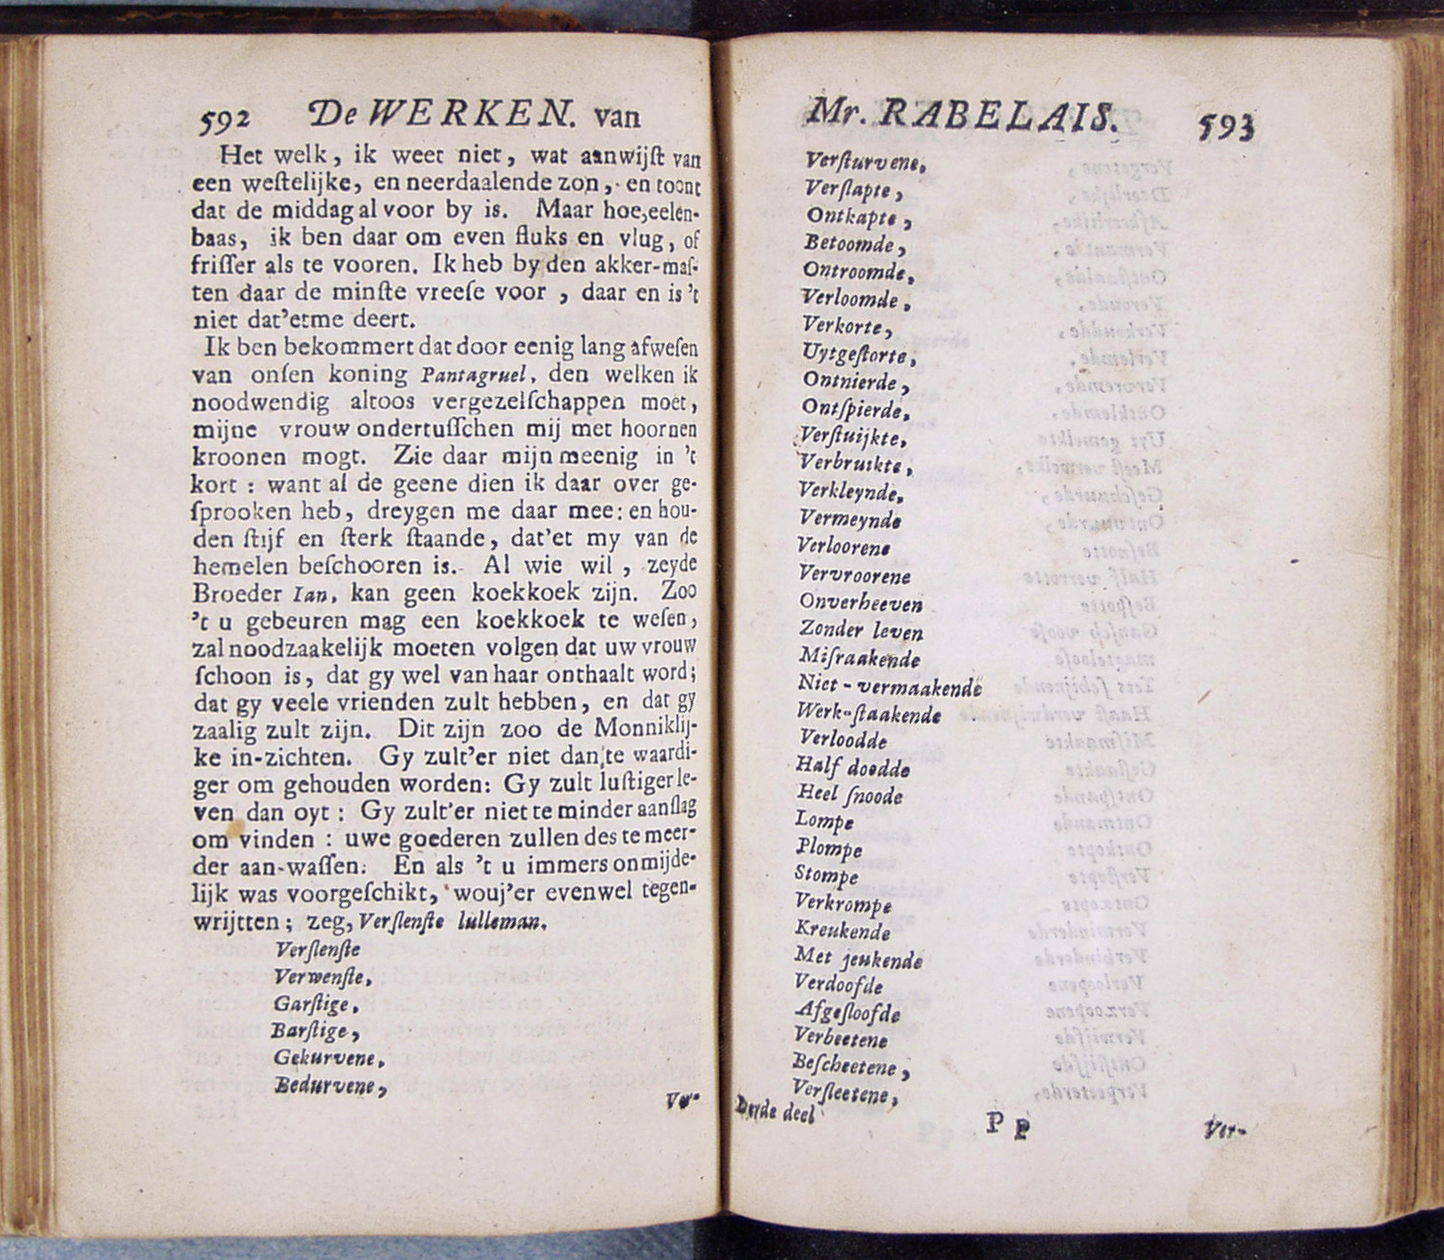 592 De WERKEN. van
Het welk, ik weet niet, wat aanwijſt van
een weſtelijke, en neerdaalende zon, en toont
dat de middag al voor by is. Maar hoe, eelen-
baas, ik ben daar om even fluks en vlug, of
friſſer als te vooren. Ik heb by den akker-maſ-
ten daar de minſte vreeſe voor, daar en is 't
niet dat'etme deert.
Ik ben bekommert dat door eenig lang afweſen
van onſen koning Pantagruel, den welken ik
noodwendig altoos vergezelſchappen moet,
mijne vrouw ondertuſſchen mij met hoornen
kroonen mogt. Zie daar mijn meenig in 't
kort : want al de geene dien ik daar over ge-
ſprooken heb, dreygen me daar mee: en hou-
den ſtijf en ſterk ſtaande, dat'et my van de
hemelen beſchooren is. Al wie wil, zeyde
Broeder Ian, kan geen koekkoek zijn. Zoo
't u gebeuren mag een koekkoek te weſen,
zal noodzaakelijk moeten volgen dat uw vrouw
ſchoon is, dat gy wel van haar onthaalt word;
dat gy veele vrienden zult hebben, en dat gy
zaalig zult zijn. Dit zijn zoo de Monniklij-
ke in-zichten. Gy zult'er niet dan te waardi-
ger om gehouden worden: Gy zult luſtiger le-
ven dan oyt : Gy zult'er niet te minder aanſlag
om vinden : uwe goederen zullen des te meer-
der aan-waſſen: En als 't u immers onmijde-
lijk was voorgeſchikt, wouj'er evenwel tegen-
wrijtten ; zeg, Verſlenſte lulleman.
Verſlenſte
Verwenſte,
Garſtige,
Barſtige,
Gekurvene,
Bedurvene,
Ver-
Mr. RABELAIS. 593
Verſturvene,
Verſlapte,
Ontkapte,
Betoomde,
Ontroomde,
Verloomde,
Verkorte,
Uytgeſtorte,
Ontnierde,
Ontſpierde,
Verſtuijkte,
Verbruikte,
Verkleynde,
Vermeynde
Verloorene
Vervroorene
Onverheeven
Zonder leven
Miſraakende
Niet-vermaakende
Werk-ſtaakende
Verloodde
Half doodde
Heel ſnoode
Lompe
Plompe
Stompe
Verkrompe
Kreukende
Met jeukende
Verdoofde
Afgeſloofde
Verbeetene
Beſcheetene,
Verſleetene,
Derde deel P p Ver-